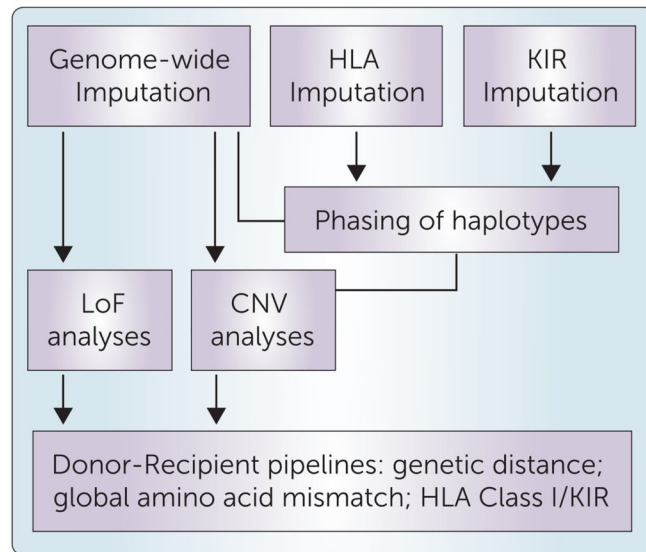 Genome-wide
Imputation
HLA
Imputation
KIR
Imputation
Phasing of haplotypes
LoF
analyses
CNV
analyses
Donor-Recipient pipelines: genetic distance;
global amino acid mismatch; HLA Class I/KIR